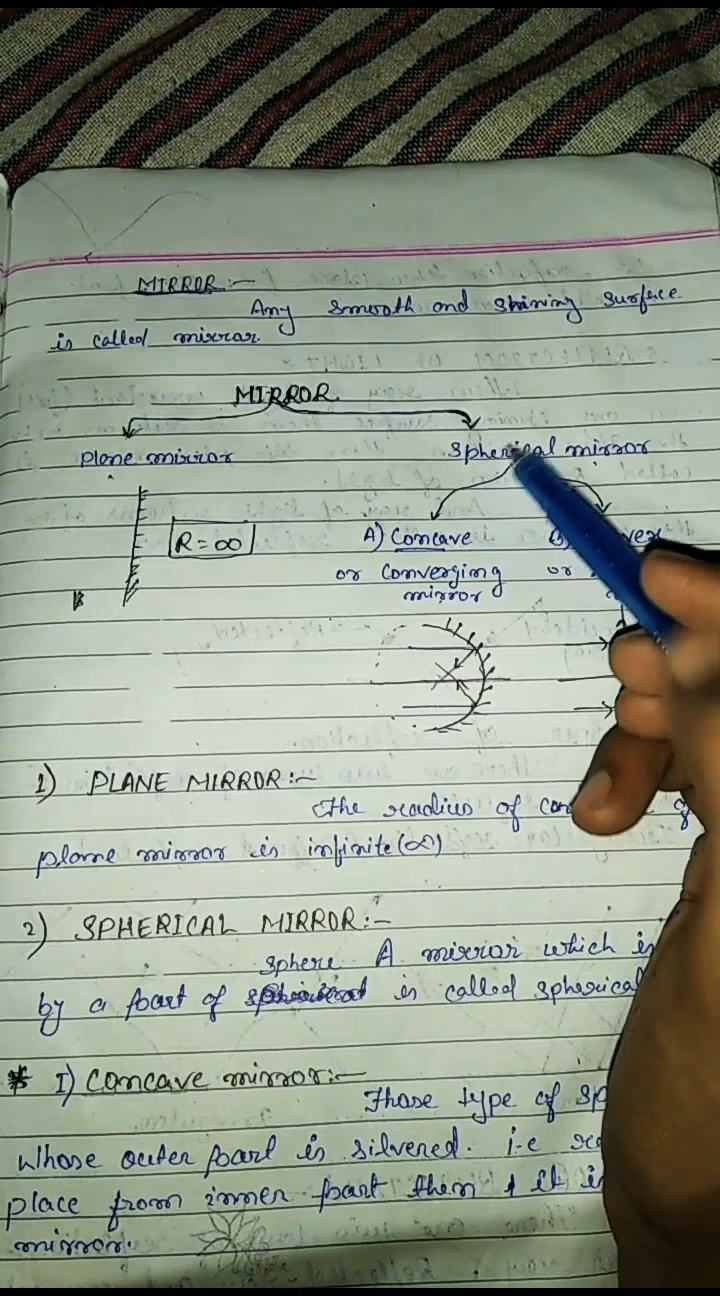 MIRROR:-
Any smooth and shining surface
is called mirror.
MIRROR
Plane mirror
Spherical mirror
R = ∞
A) Concave
or converging
mirror
or
1) PLANE MIRROR:-
The radius of
plane mirror is infinite (∞)
2) SPHERICAL MIRROR:-
sphere A mirror which is
by a part of is called spherical
* I) Concave mirror:-
Those type of
whose outer part is silvered. i.e
place from inner part then it is
mirror.